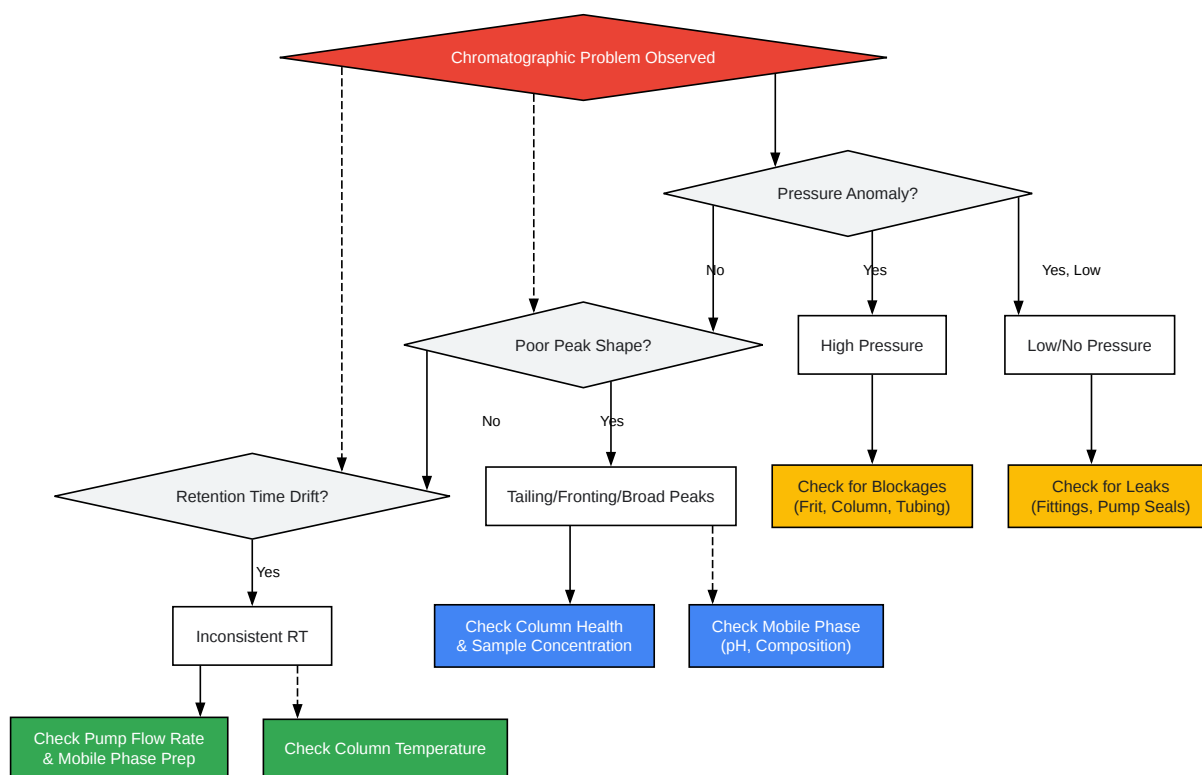 Chromatographic Problem Observed
Pressure Anomaly?
No
Yes
Yes, Low
Poor Peak Shape?
High Pressure
Low/No Pressure
No
Yes
Retention Time Drift?
Tailing/Fronting/Broad Peaks
Check for Blockages
(Frit, Column, Tubing)
Check for Leaks
(Fittings, Pump Seals)
Yes
Inconsistent RT
Check Column Health
& Sample Concentration
Check Mobile Phase
(pH, Composition)
Check Pump Flow Rate
& Mobile Phase Prep
Check Column Temperature